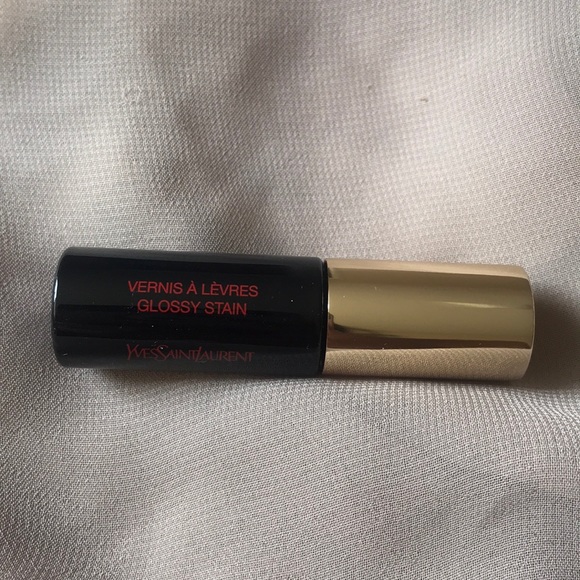 VERNIS À LÈVRES
GLOSSY STAIN
YVESSAINTLAURENT